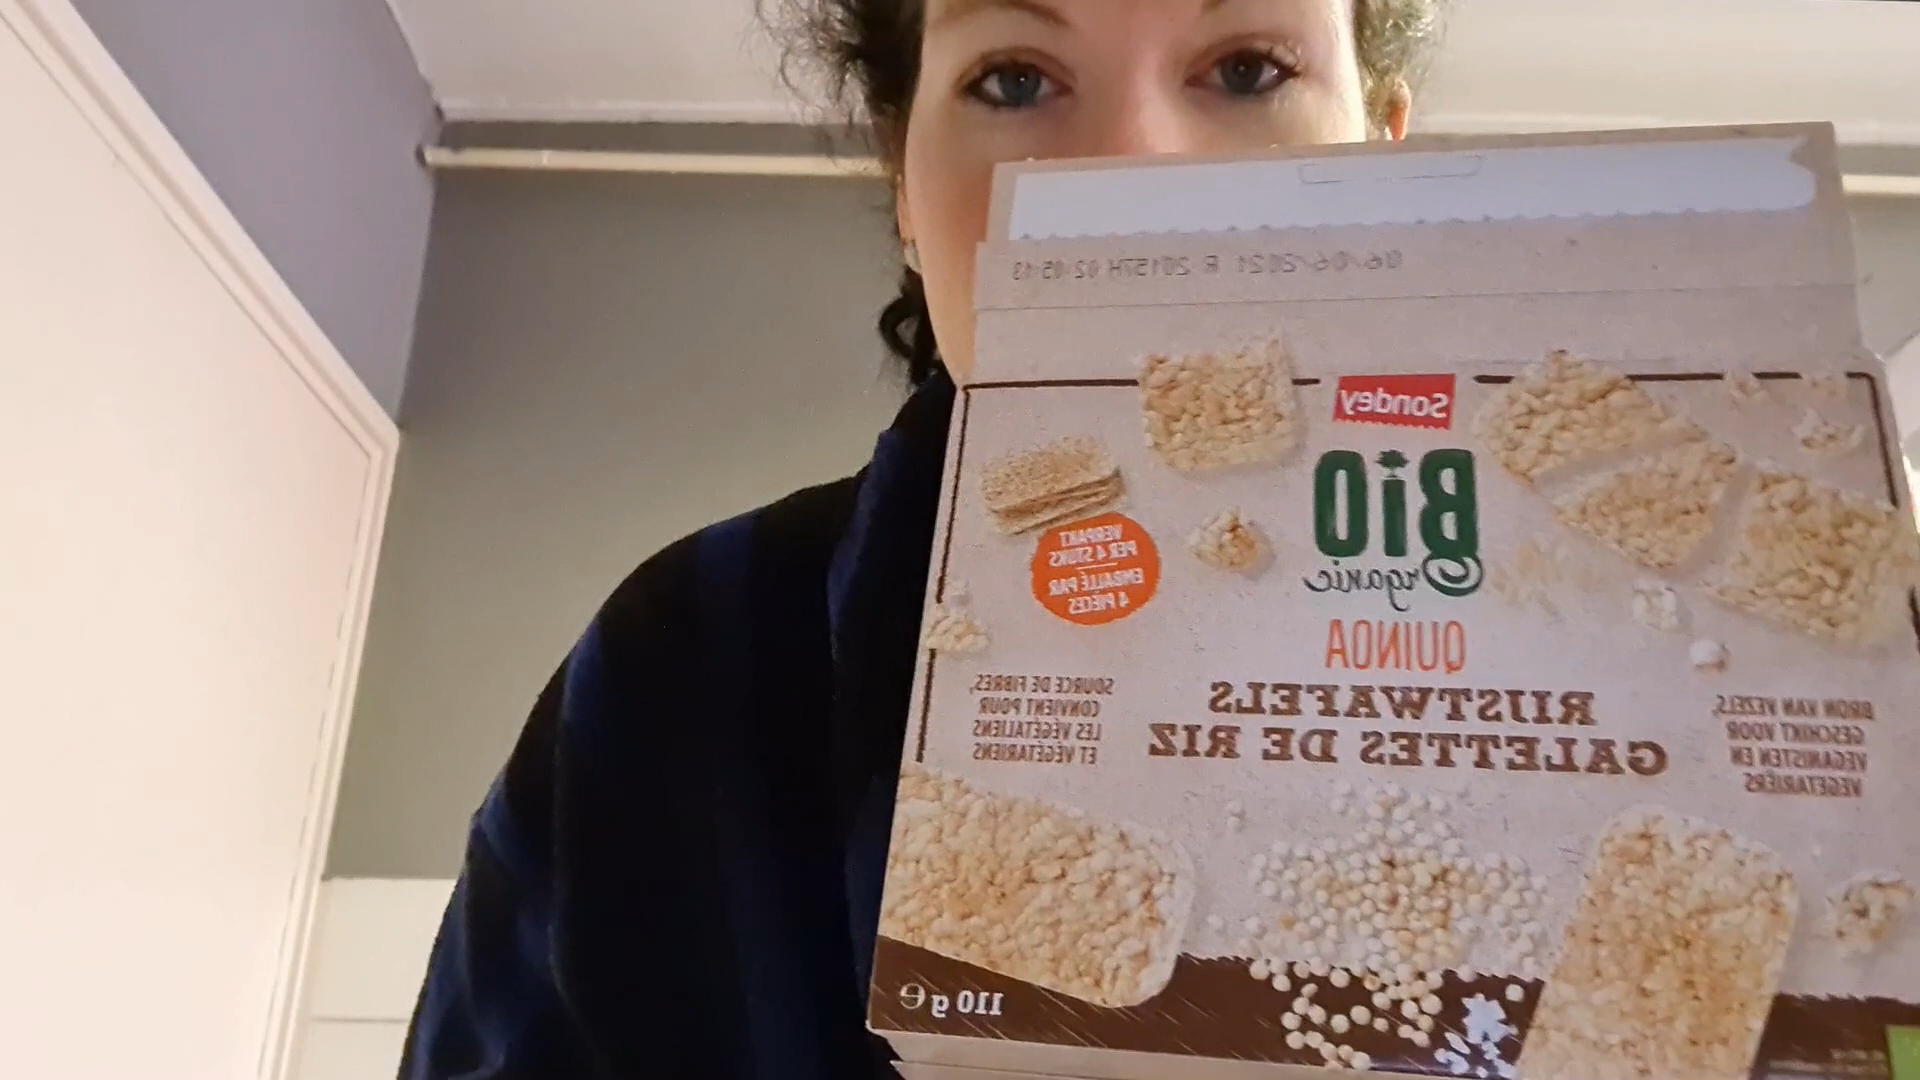 06/06/2021 R 20157H 02:05:13
Sondey
BiO
Organic
QUINOA
RIJSTWAFELS
GALETTES DE RIZ
BRON VAN VEZELS,
GESCHIKT VOOR
VEGANISTEN EN
VEGETARIËRS
VERPAKT
PER 4 STUKS
EMBALLÉ PAR
4 PIÈCES
SOURCE DE FIBRES,
CONVIENT POUR
LES VÉGÉTALIENS
ET VÉGÉTARIENS
110 g ℮